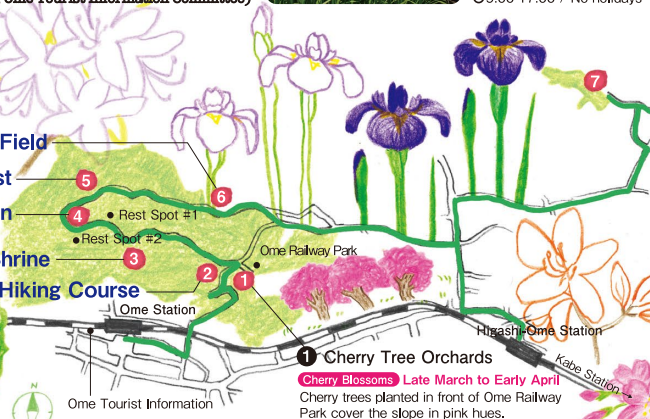 Ome Tourist Information Committee
9:00-17:00 / No holidays
7
Field
5
6
4
Rest Spot #1
Rest Spot #2
Shrine
3
Ome Railway Park
2
1
Hiking Course
Ome Station
Higashi-Ome Station
1 Cherry Tree Orchards
Cherry Blossoms Late March to Early April
Cherry trees planted in front of Ome Railway
Park cover the slope in pink hues.
Kabe Station
Ome Tourist Information
N